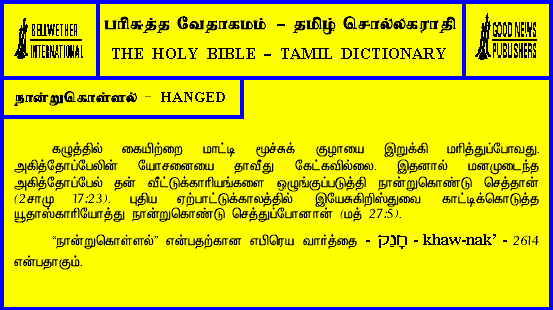 BELLWETHER
INTERNATIONAL
பரிசுத்த வேதாகமம் – தமிழ் சொல்லகராதி
THE HOLY BIBLE – TAMIL DICTIONARY
GOOD NEWS
PUBLISHERS
நான்றுகொள்ளல் – HANGED
கழுத்தில் கையிற்றை மாட்டி மூச்சுக் குழாயை இறுக்கி மரித்துப்போவது.
அகித்தோப்பேலின் யோசனையை தாவீது கேட்கவில்லை. இதனால் மனமுடைந்த
அகித்தோப்பேல் தன் வீட்டுக்காரியங்களை ஒழுங்குப்படுத்தி நான்றுகொண்டு செத்தான்
(2சாமு 17:23). புதிய ஏற்பாட்டுக்காலத்தில் இயேசுகிறிஸ்துவை காட்டிக்கொடுத்த
யூதாஸ்காரியோத்து நான்றுகொண்டு செத்துப்போனான் (மத் 27:5).
“நான்றுகொள்ளல்” என்பதற்கான எபிரெய வார்த்தை - חָנַק - khaw-nak’ - 2614
என்பதாகும்.